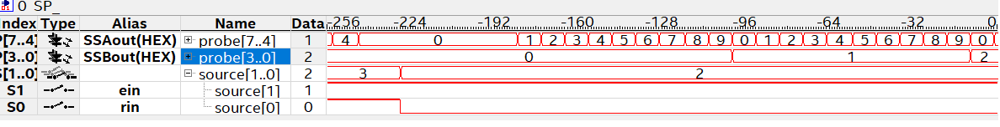 0 SP_
Index Type Alias Name Data -256 -224 -192 -160 -128 -96 -64 -32 0
P[7..4] SSAout(HEX) probe[7..4] 1 4 0 1 2 3 4 5 6 7 8 9 0 1 2 3 4 5 6 7 8 9 0
P[3..0] SSBout(HEX) probe[3..0] 2 0 1 2
S[1..0] source[1..0] 2 3 2
S1 ein source[1] 1
S0 rin source[0] 0